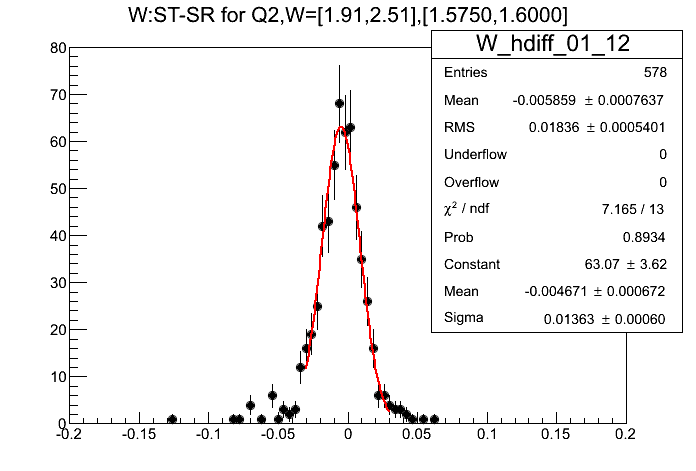 W:ST-SR for Q2,W=[1.91,2.51],[1.5750,1.6000]
W_hdiff_01_12
Entries 578
Mean -0.005859 ± 0.0007637
RMS 0.01836 ± 0.0005401
Underflow 0
Overflow 0
χ² / ndf 7.165 / 13
Prob 0.8934
Constant 63.07 ± 3.62
Mean -0.004671 ± 0.000672
Sigma 0.01363 ± 0.00060
80
70
60
50
40
30
20
10
0
-0.2 -0.15 -0.1 -0.05 0 0.05 0.1 0.15 0.2